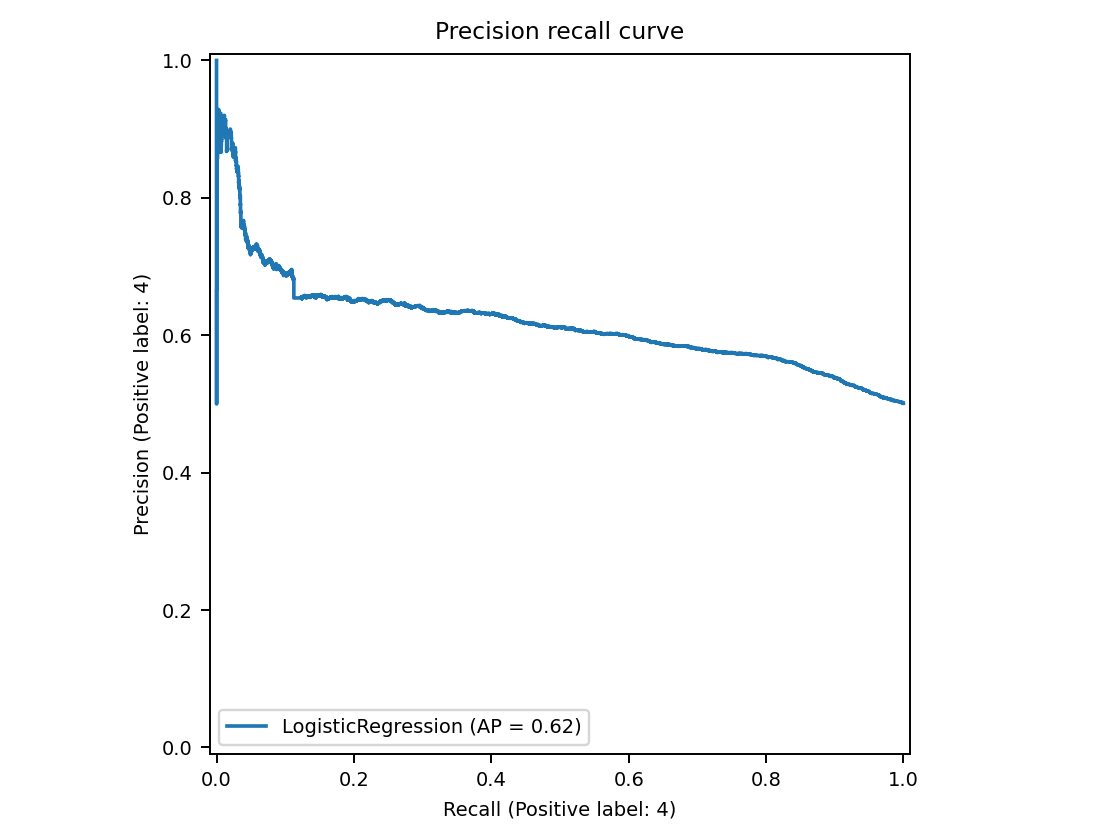 Precision recall curve
1.0
0.8
0.6
0.4
0.2
0.0
Precision (Positive label: 4)
LogisticRegression (AP = 0.62)
0.0 0.2 0.4 0.6 0.8 1.0
Recall (Positive label: 4)